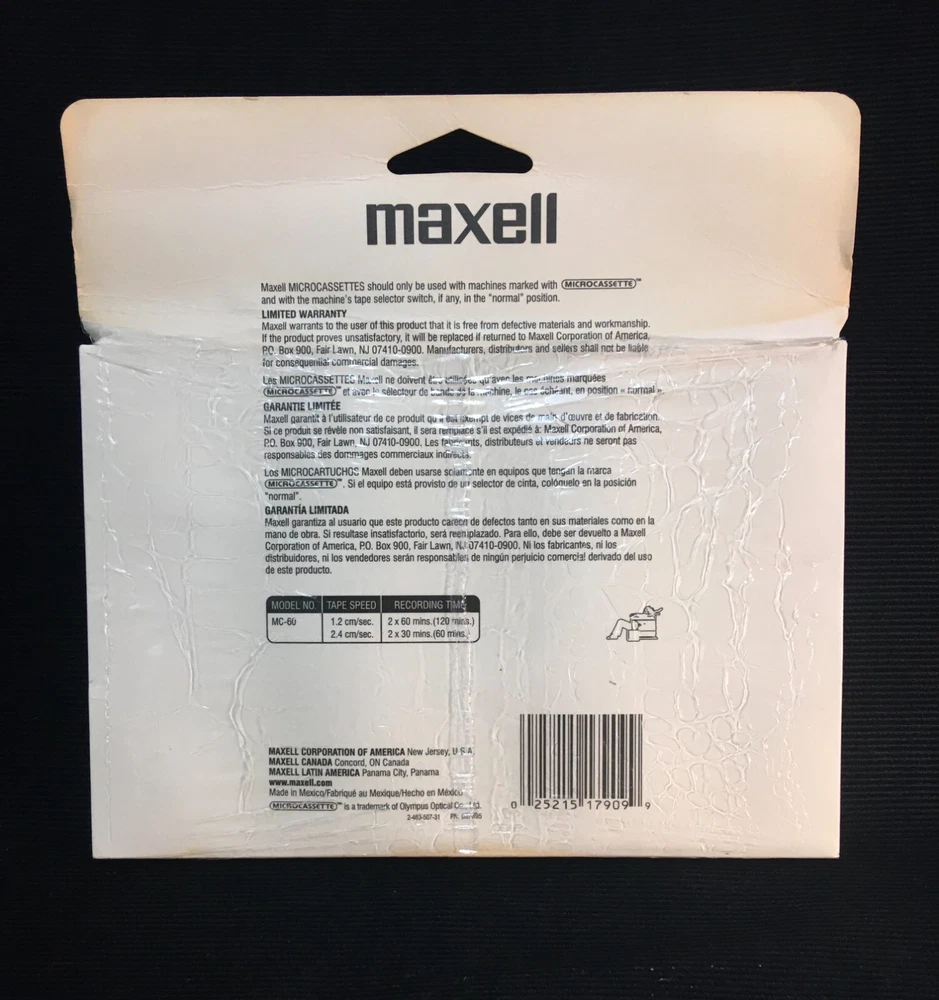 maxell
Maxell MICROCASSETTES should only be used with machines marked with MICROCASSETTE™
and with the machine's tape selector switch, if any, in the "normal" position.
LIMITED WARRANTY
Maxell warrants to the user of this product that it is free from defective materials and workmanship.
If the product proves unsatisfactory, it will be replaced if returned to Maxell Corporation of America,
P.O. Box 900, Fair Lawn, NJ 07410-0900. Manufacturers, distributors and sellers shall not be liable
for consequential commercial damages.
Les MICROCASSETTES Maxell ne doivent être utilisées qu'avec les machines marquées
MICROCASSETTE™ et avec le sélecteur de bande de la machine, le cas échéant, en position « normal ».
GARANTIE LIMITÉE
Maxell garantit à l'utilisateur de ce produit qu'il est exempt de vices de main d'œuvre et de fabrication.
Si ce produit se révèle non satisfaisant, il sera remplacé s'il est expédié à: Maxell Corporation of America,
P.O. Box 900, Fair Lawn, NJ 07410-0900. Les fabricants, distributeurs et vendeurs ne seront pas
responsables des dommages commerciaux indirects.
Los MICROCARTUCHOS Maxell deben usarse solamente en equipos que tengan la marca
MICROCASSETTE™. Si el equipo está provisto de un selector de cinta, colóquelo en la posición
"normal".
GARANTÍA LIMITADA
Maxell garantiza al usuario que este producto carece de defectos tanto en sus materiales como en la
mano de obra. Si resultase insatisfactorio, será reemplazado. Para ello, debe ser devuelto a Maxell
Corporation of America, P.O. Box 900, Fair Lawn, NJ 07410-0900. Ni los fabricantes, ni los
distribuidores, ni los vendedores serán responsables de ningún perjuicio comercial derivado del uso
de este producto.
MODEL NO. TAPE SPEED RECORDING TIME
MC-60 1.2 cm/sec. 2 x 60 mins.(120 mins.)
2.4 cm/sec. 2 x 30 mins.(60 mins.)
MAXELL CORPORATION OF AMERICA New Jersey, U.S.A.
MAXELL CANADA Concord, ON Canada
MAXELL LATIN AMERICA Panama City, Panama
www.maxell.com
Made in Mexico/Fabriqué au Mexique/Hecho en México
MICROCASSETTE™ is a trademark of Olympus Optical Co., Ltd.
2-463-567-31
0 25215 17909 9